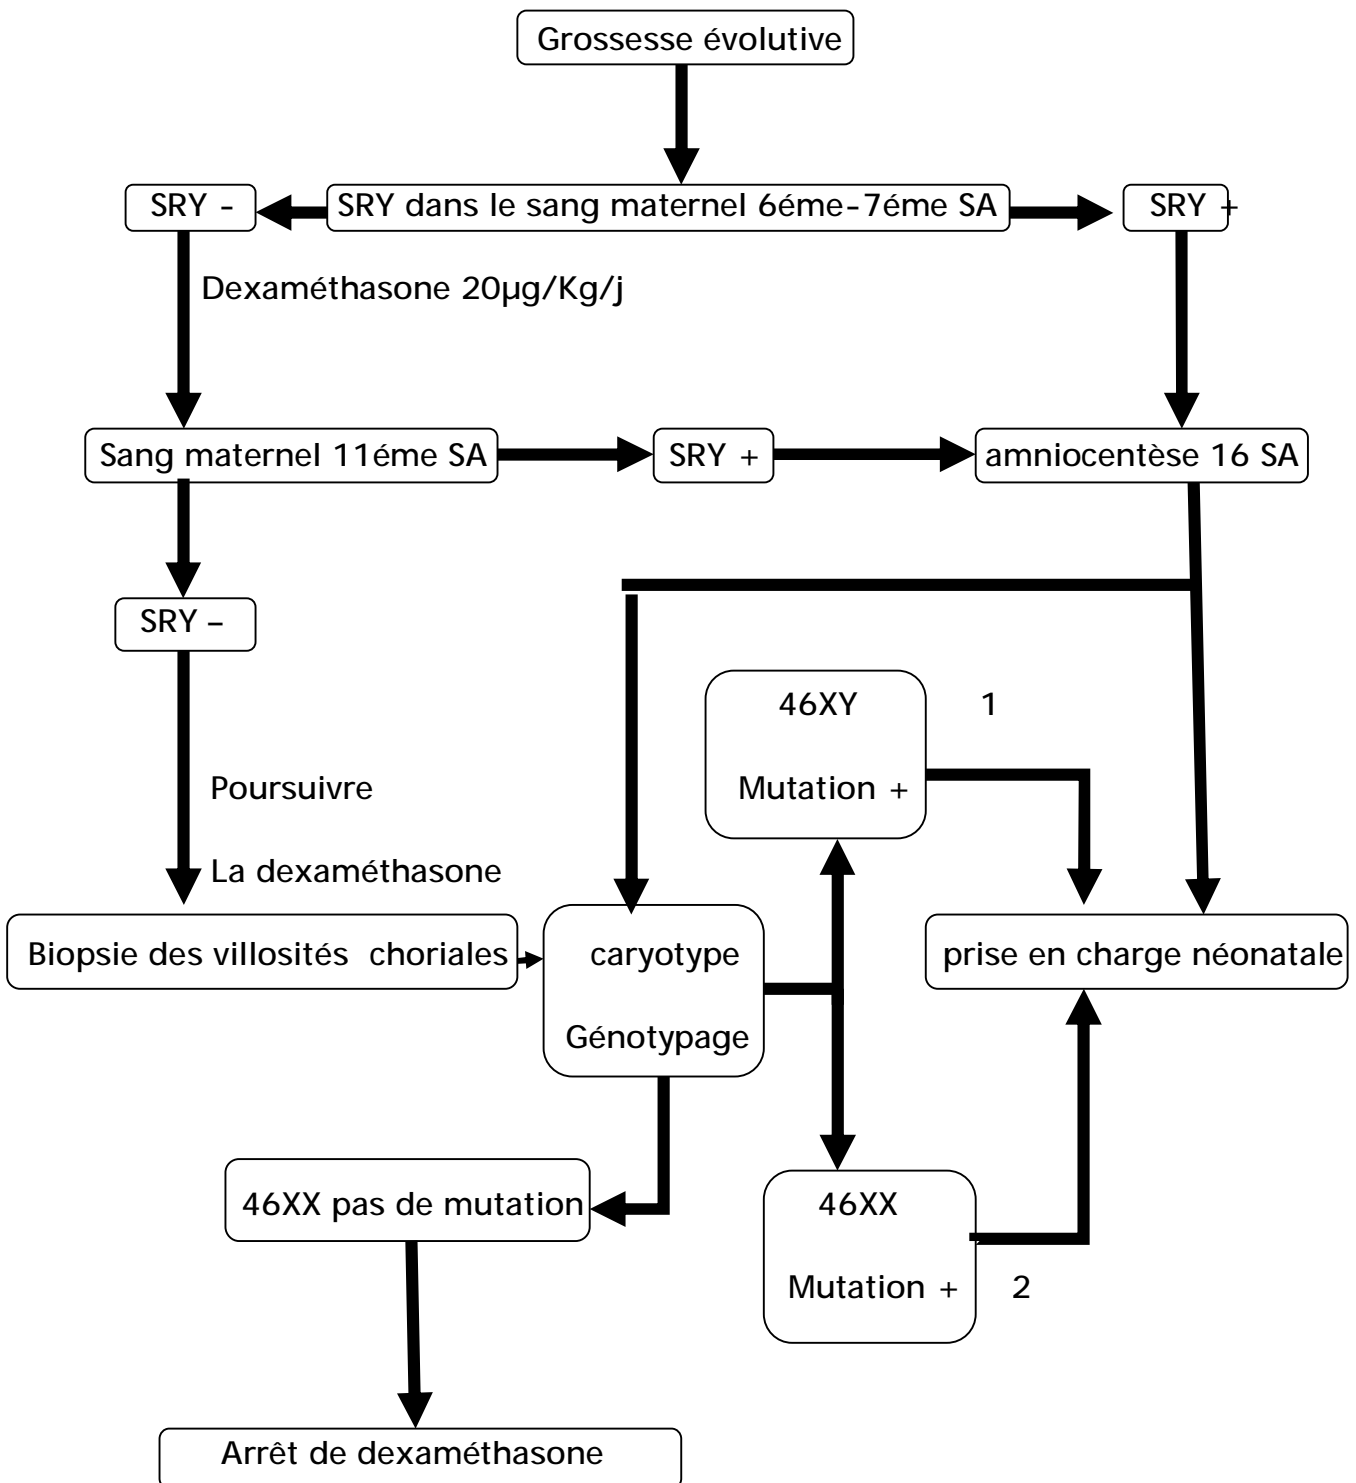 Grossesse évolutive
SRY -
SRY dans le sang maternel 6éme-7éme SA
SRY +
Dexaméthasone 20µg/Kg/j
Sang maternel 11éme SA
SRY +
amniocentèse 16 SA
SRY –
46XY
1
Mutation +
Poursuivre
La dexaméthasone
Biopsie des villosités choriales
caryotype
Génotypage
prise en charge néonatale
46XX pas de mutation
46XX
Mutation +
2
Arrêt de dexaméthasone